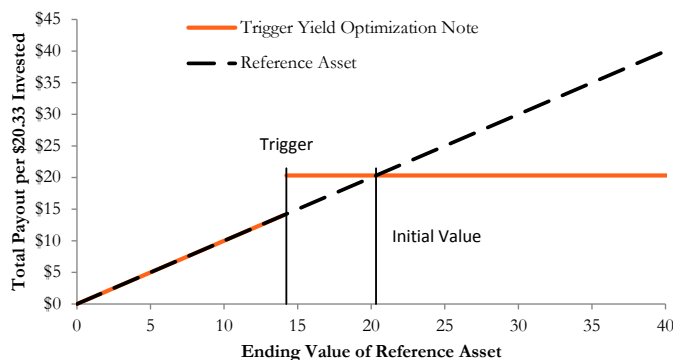 $45
$40
$35
$30
$25
$20
$15
$10
$5
$0
Total Payout per $20.33 Invested
Trigger Yield Optimization Note
Reference Asset
Trigger
Initial Value
0 5 10 15 20 25 30 35 40
Ending Value of Reference Asset